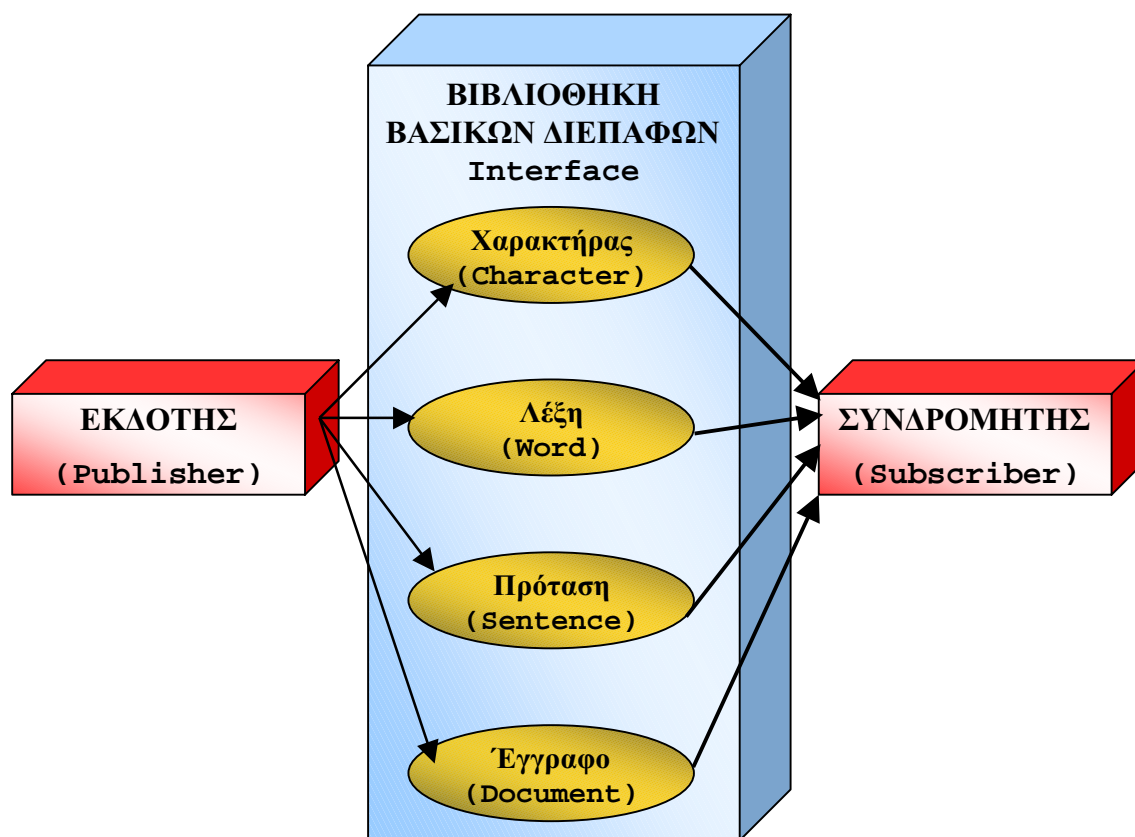 ΒΙΒΛΙΟΘΗΚΗ
ΒΑΣΙΚΩΝ ΔΙΕΠΑΦΩΝ
Interface
Χαρακτήρας
(Character)
ΕΚΔΟΤΗΣ
(Publisher)
Λέξη
(Word)
ΣΥΝΔΡΟΜΗΤΗΣ
(Subscriber)
Πρόταση
(Sentence)
Έγγραφο
(Document)